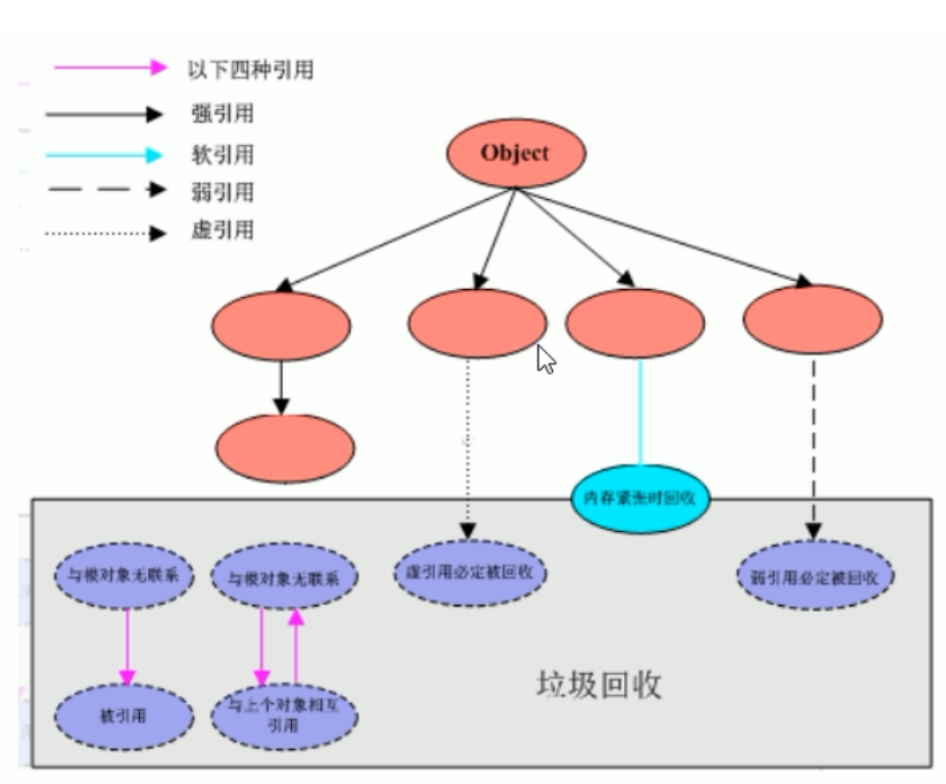 以下四种引用
强引用
软引用
弱引用
虚引用
Object
内存紧张时回收
与根对象无联系
与根对象无联系
虚引用必定被回收
弱引用必定被回收
被引用
与上个对象相互
引用
垃圾回收